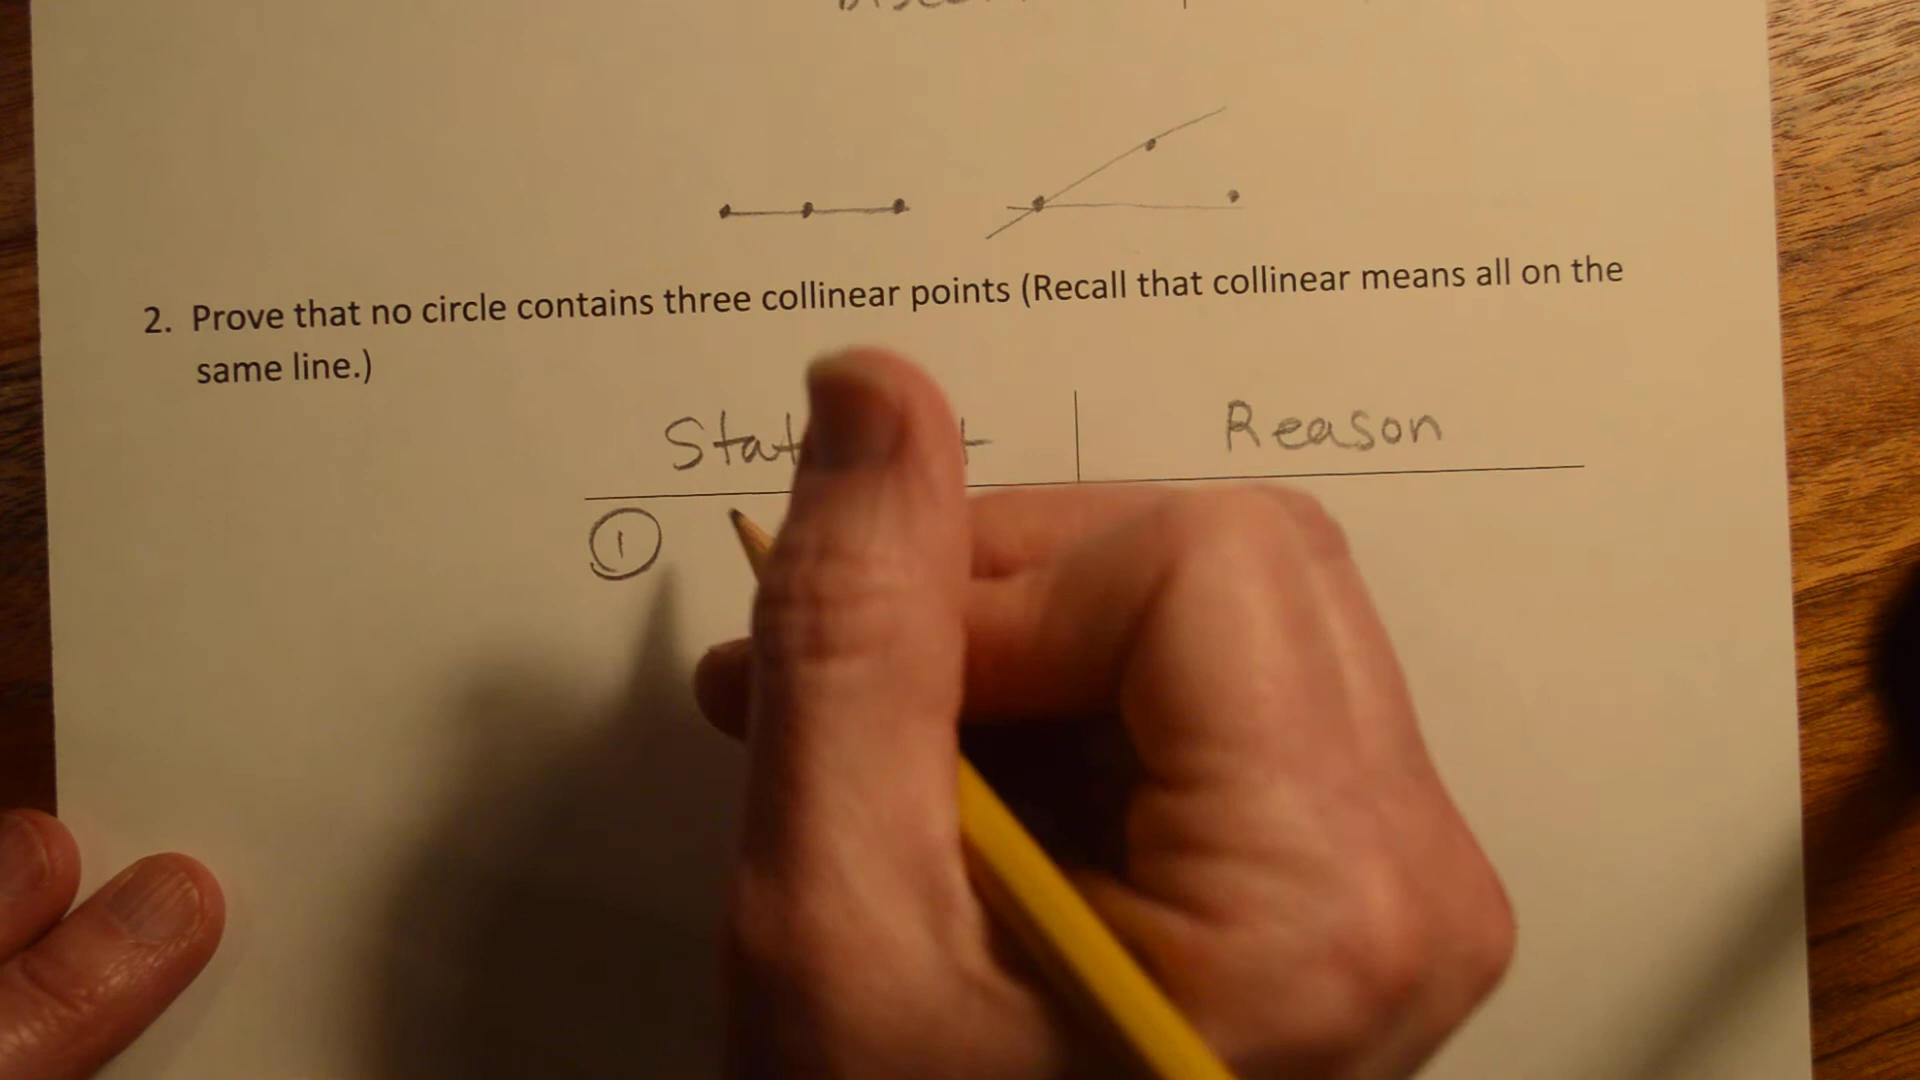 2. Prove that no circle contains three collinear points (Recall that collinear means all on the
same line.)
Reason
1